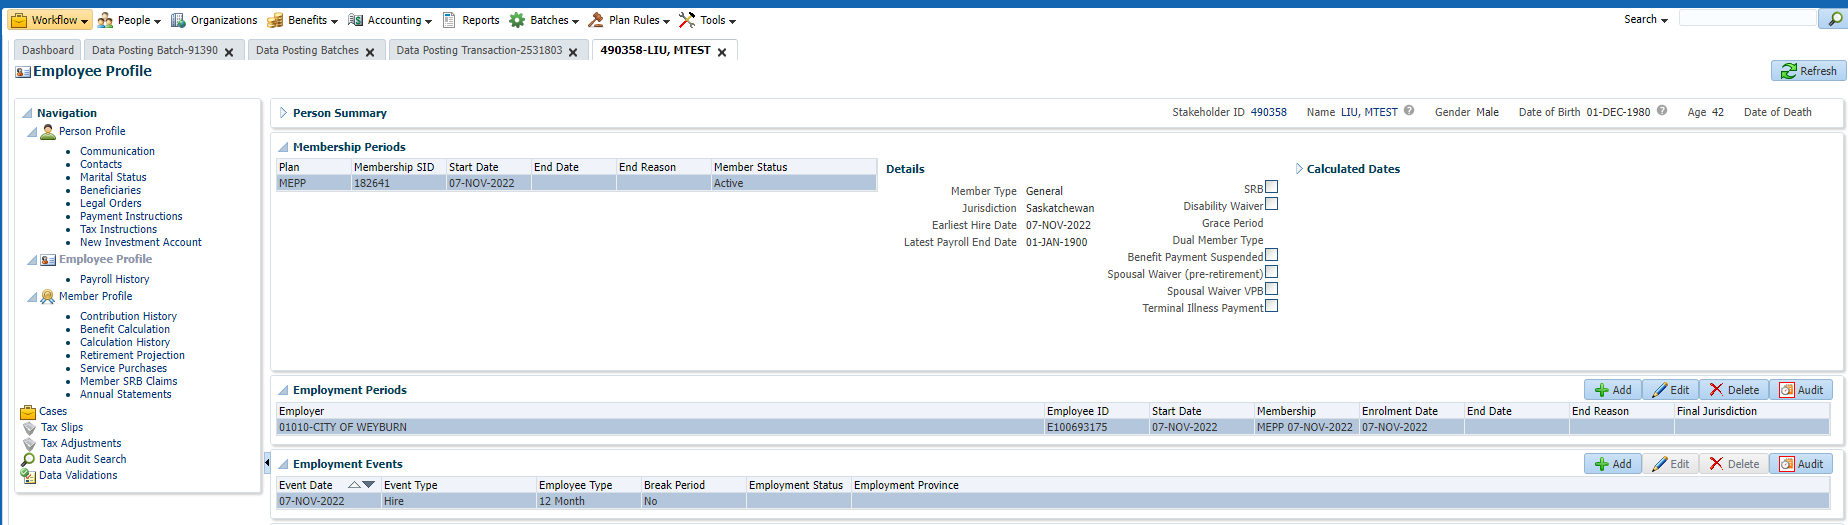 Workflow People Organizations Benefits Accounting Reports Batches Plan Rules Tools Search
Dashboard Data Posting Batch-91390 Data Posting Batches Data Posting Transaction-2531803 490358-LIU, MTEST
Employee Profile
Refresh
Navigation
Person Profile
Communication
Contacts
Marital Status
Beneficiaries
Legal Orders
Payment Instructions
Tax Instructions
New Investment Account
Employee Profile
Payroll History
Member Profile
Contribution History
Benefit Calculation
Calculation History
Retirement Projection
Service Purchases
Member SRB Claims
Annual Statements
Cases
Tax Slips
Tax Adjustments
Data Audit Search
Data Validations
Person Summary Stakeholder ID 490358 Name LIU, MTEST Gender Male Date of Birth 01-DEC-1980 Age 42 Date of Death
Membership Periods
Plan Membership SID Start Date End Date End Reason Member Status
MEPP 182641 07-NOV-2022 Active
Details
Member Type General
Jurisdiction Saskatchewan
Earliest Hire Date 07-NOV-2022
Latest Payroll End Date 01-JAN-1900
SRB
Disability Waiver
Grace Period
Dual Member Type
Benefit Payment Suspended
Spousal Waiver (pre-retirement)
Spousal Waiver VPB
Terminal Illness Payment
Calculated Dates
Employment Periods Add Edit Delete Audit
Employer Employee ID Start Date Membership Enrolment Date End Date End Reason Final Jurisdiction
01010-CITY OF WEYBURN E100693175 07-NOV-2022 MEPP 07-NOV-2022 07-NOV-2022
Employment Events Add Edit Delete Audit
Event Date Event Type Employee Type Break Period Employment Status Employment Province
07-NOV-2022 Hire 12 Month No